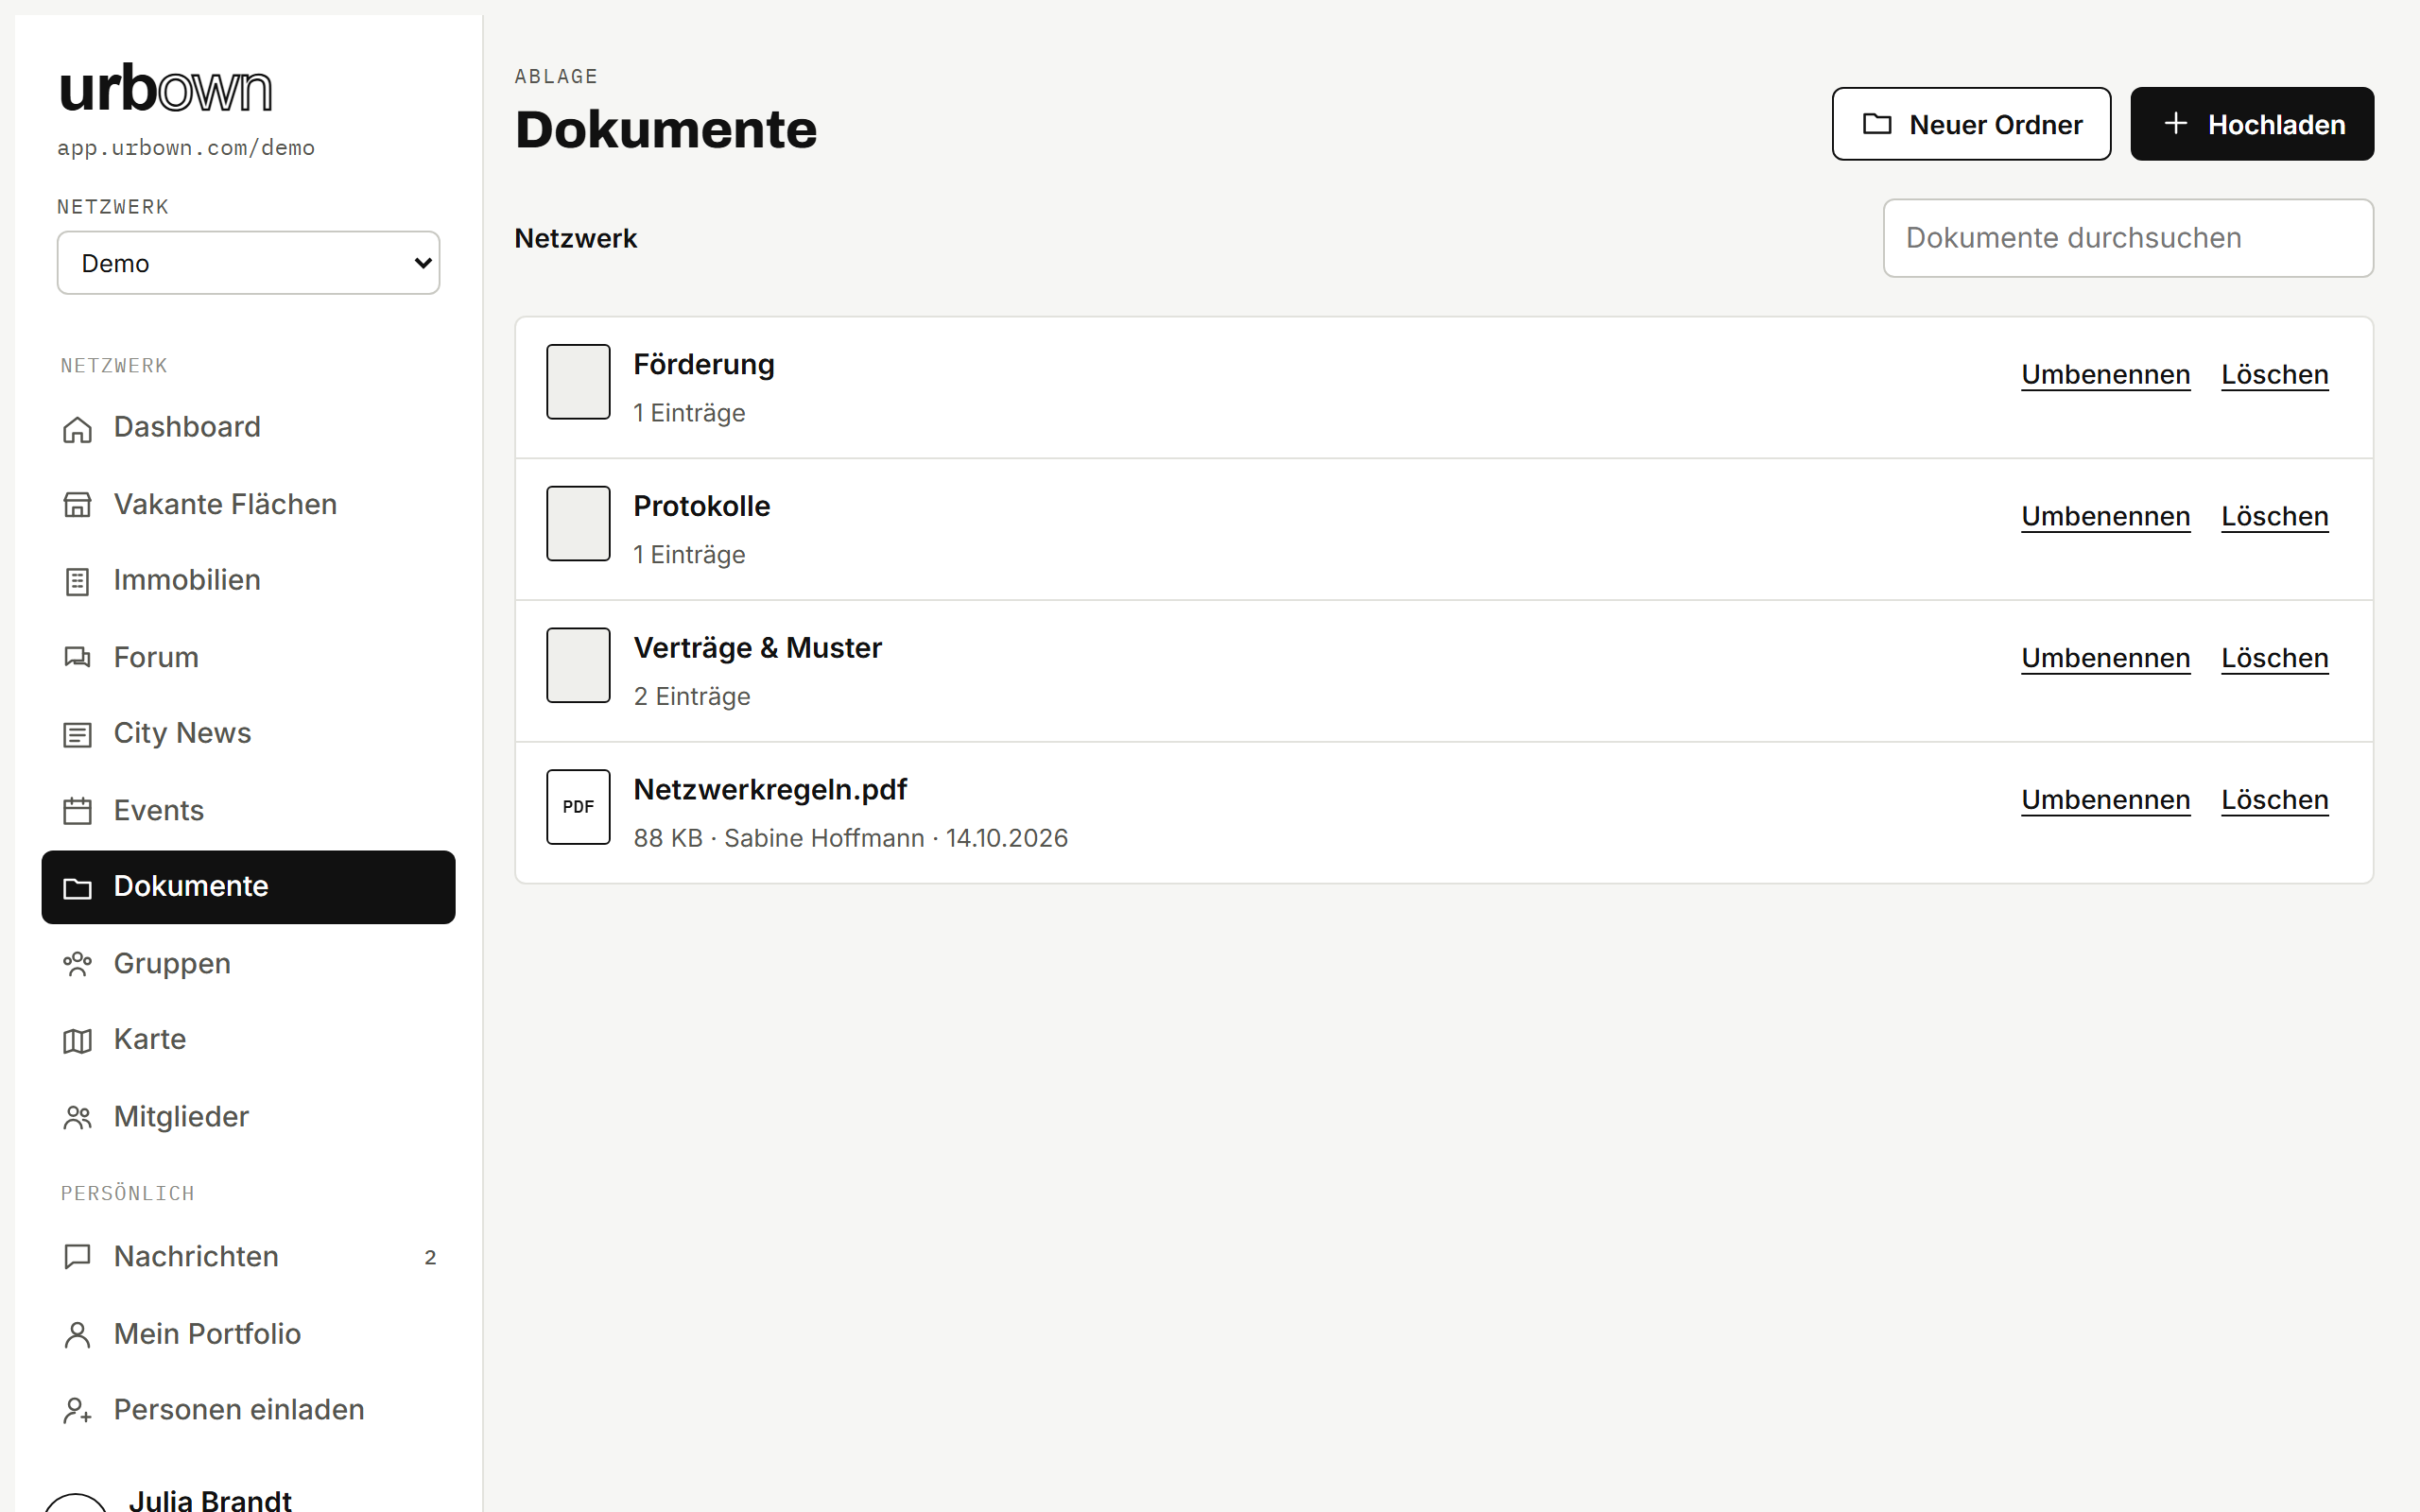 urbown
app.urbown.com/demo
NETZWERK
Demo
NETZWERK
Dashboard
Vakante Flächen
Immobilien
Forum
City News
Events
Dokumente
Gruppen
Karte
Mitglieder
PERSÖNLICH
Nachrichten 2
Mein Portfolio
Personen einladen
Julia Brandt
ABLAGE
Dokumente
Neuer Ordner
Hochladen
Netzwerk
Dokumente durchsuchen
Förderung
1 Einträge
Umbenennen Löschen
Protokolle
1 Einträge
Umbenennen Löschen
Verträge & Muster
2 Einträge
Umbenennen Löschen
PDF
Netzwerkregeln.pdf
88 KB · Sabine Hoffmann · 14.10.2026
Umbenennen Löschen